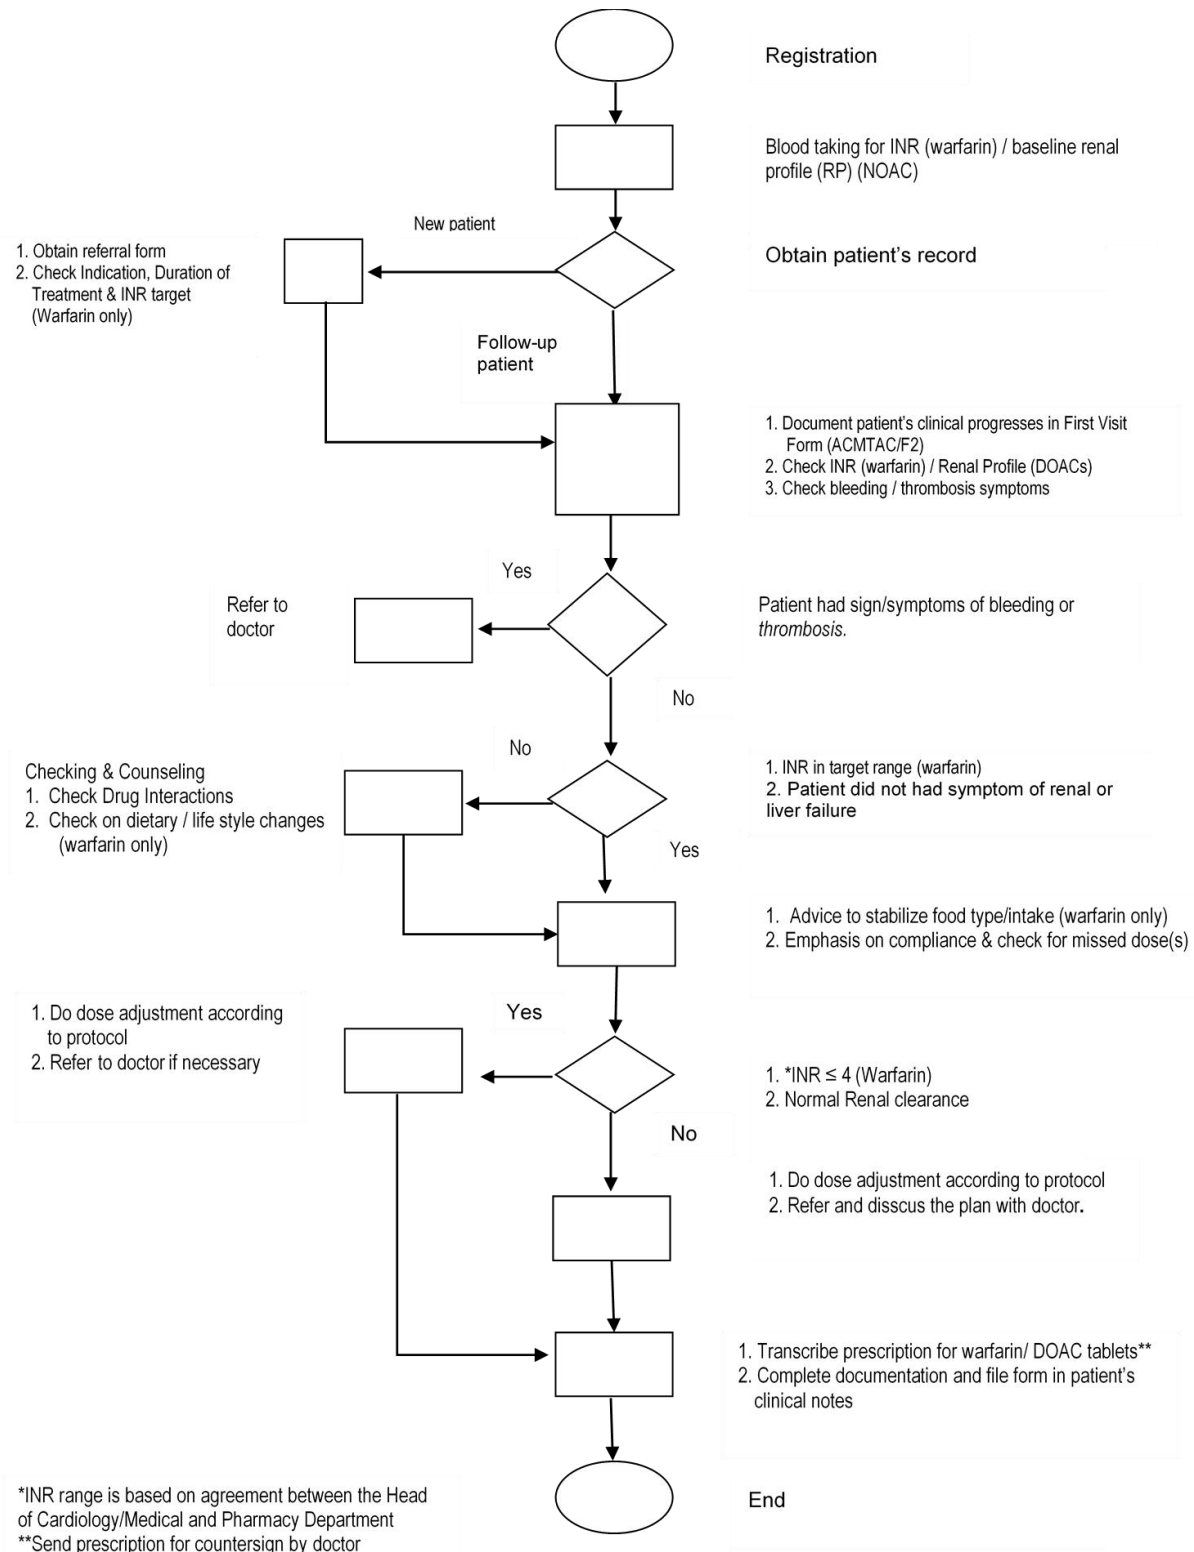 Registration
Blood taking for INR (warfarin) / baseline renal
profile (RP) (NOAC)
New patient
1. Obtain referral form
2. Check Indication, Duration of
Treatment & INR target
(Warfarin only)
Obtain patient's record
Follow-up
patient
1. Document patient's clinical progresses in First Visit
Form (ACMTAC/F2)
2. Check INR (warfarin) / Renal Profile (DOACs)
3. Check bleeding / thrombosis symptoms
Yes
Refer to
doctor
Patient had sign/symptoms of bleeding or
thrombosis.
No
No
Checking & Counseling
1. Check Drug Interactions
2. Check on dietary / life style changes
(warfarin only)
1. INR in target range (warfarin)
2. Patient did not had symptom of renal or
liver failure
Yes
1. Advice to stabilize food type/intake (warfarin only)
2. Emphasis on compliance & check for missed dose(s)
Yes
1. Do dose adjustment according
to protocol
2. Refer to doctor if necessary
1. *INR ≤ 4 (Warfarin)
2. Normal Renal clearance
No
1. Do dose adjustment according to protocol
2. Refer and disscus the plan with doctor.
1. Transcribe prescription for warfarin/ DOAC tablets**
2. Complete documentation and file form in patient's
clinical notes
End
*INR range is based on agreement between the Head
of Cardiology/Medical and Pharmacy Department
**Send prescription for countersign by doctor